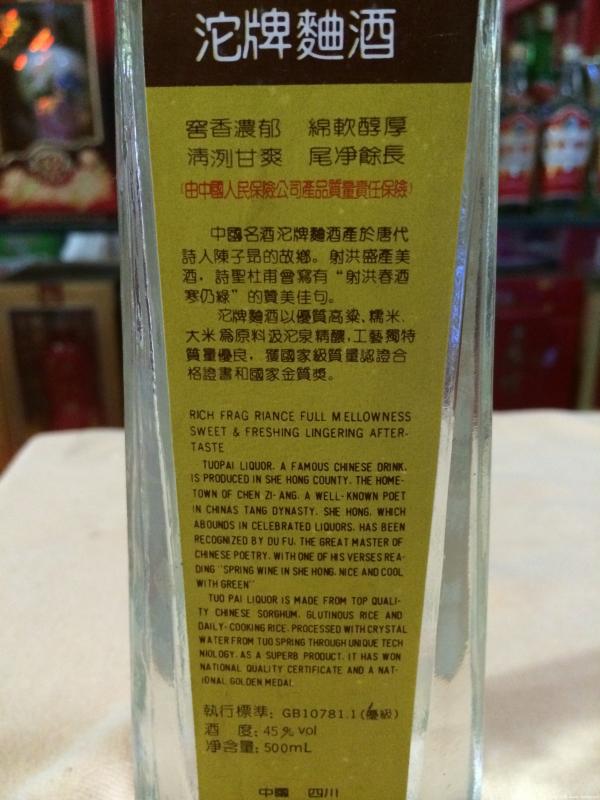 沱牌麯酒
窖香濃郁 綿軟醇厚
清洌甘爽 尾凈餘長
(由中國人民保險公司產品質量責任保險)
中國名酒沱牌麯酒產於唐代
詩人陳子昂的故鄉。射洪盛產美
酒，詩聖杜甫曾寫有“射洪春酒
寒仍綠”的贊美佳句。
沱牌麯酒以優質高粱、糯米、
大米為原料汲沱泉精釀，工藝獨特
質量優良，獲國家級質量認證合
格證書和國家金質獎。
RICH FRAG RIANCE FULL MELLOWNESS
SWEET & FRESHING LINGERING AFTER-
TASTE
TUOPAI LIQUOR. A FAMOUS CHINESE DRINK.
IS PRODUCED IN SHE HONG COUNTY. THE HOME-
TOWN OF CHEN ZI-ANG. A WELL-KNOWN POET
IN CHINAS TANG DYNASTY. SHE HONG. WHICH
ABOUNDS IN CELEBRATED LIQUORS. HAS BEEN
RECOGNIZED BY DU FU. THE GREAT MASTER OF
CHINESE POETRY. WITH ONE OF HIS VERSES REA-
DING "SPRING WINE IN SHE HONG. NICE AND COOL
WITH GREEN"
TUO PAI LIQUOR IS MADE FROM TOP QUALI-
TY CHINESE SORGHUM. GLUTINOUS RICE AND
DAILY-COOKING RICE. PROCESSED WITH CRYSTAL
WATER FROM TUO SPRING THROUGH UNIQUE TECH
NIOLOGY. AS A SUPERB PRODUCT. IT HAS WON
NATIONAL QUALITY CERTIFICATE AND A NAT-
IONAL GOLDEN MEDAL.
執行標準: GB10781.1(優級)
酒 度: 45% vol
净含量: 500mL
中國 四川